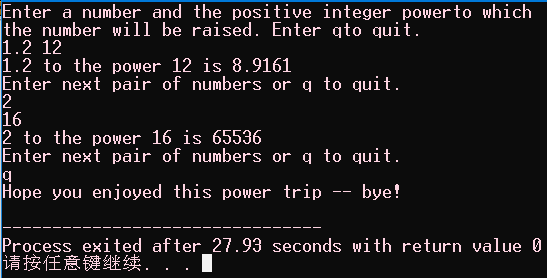 Enter a number and the positive integer powerto which
the number will be raised. Enter qto quit.
1.2 12
1.2 to the power 12 is 8.9161
Enter next pair of numbers or q to quit.
2
16
2 to the power 16 is 65536
Enter next pair of numbers or q to quit.
q
Hope you enjoyed this power trip -- bye!
--------------------------------
Process exited after 27.93 seconds with return value 0
请按任意键继续. . .